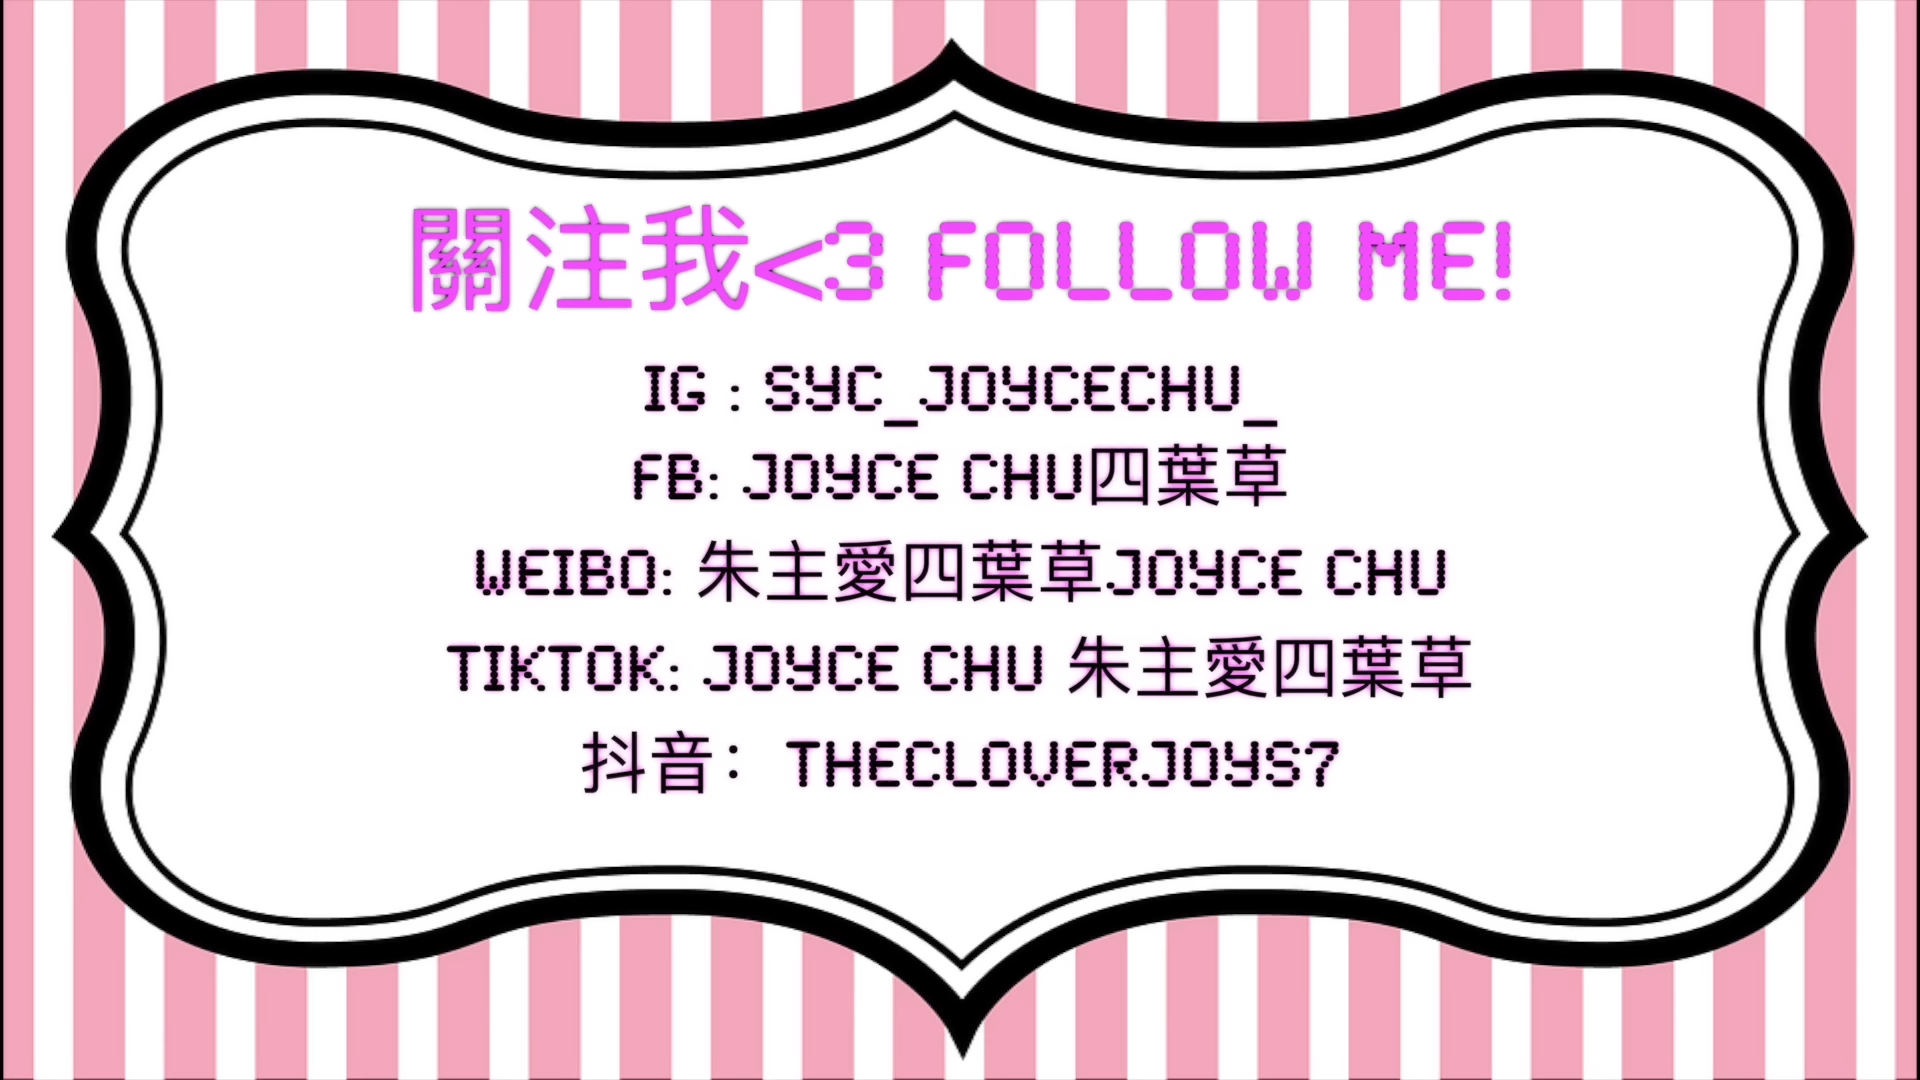 關注我<3 FOLLOW ME!
IG : SYC_JOYCECHU_
FB: JOYCE CHU四葉草
WEIBO: 朱主愛四葉草JOYCE CHU
TIKTOK: JOYCE CHU 朱主愛四葉草
抖音： THECLOVERJOYS7